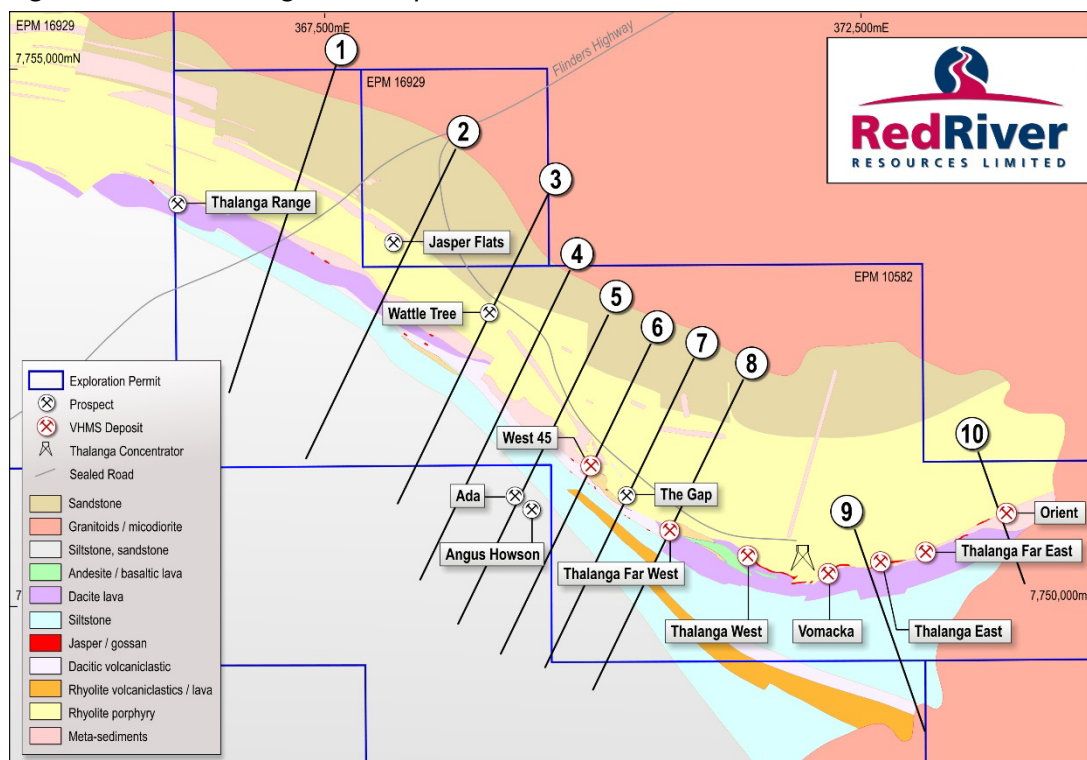 EPM 16929
367,500mE
372,500mE
7,755,000mN
Flinders Highway
EPM 16929
1
2
3
4
5
6
7
8
9
10
RedRiver
RESOURCES LIMITED
Thalanga Range
Jasper Flats
Wattle Tree
EPM 10582
West 45
Ada
The Gap
Angus Howson
Thalanga Far West
Orient
Thalanga Far East
Thalanga West
Vomacka
Thalanga East
7,750,000mN
7
Exploration Permit
Prospect
VHMS Deposit
Thalanga Concentrator
Sealed Road
Sandstone
Granitoids / micodiorite
Siltstone, sandstone
Andesite / basaltic lava
Dacite lava
Siltstone
Jasper / gossan
Dacitic volcaniclastic
Rhyolite volcaniclastics / lava
Rhyolite porphyry
Meta-sediments